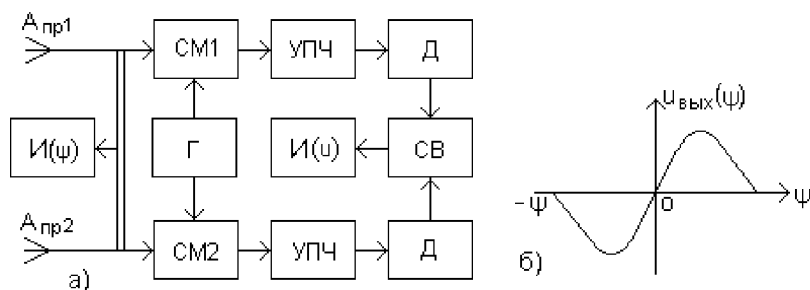 Aпр1
СМ1
УПЧ
Д
И(ψ)
Г
И(u)
СВ
Aпр2
СМ2
УПЧ
Д
а)
uвых(ψ)
-ψ
0
ψ
б)